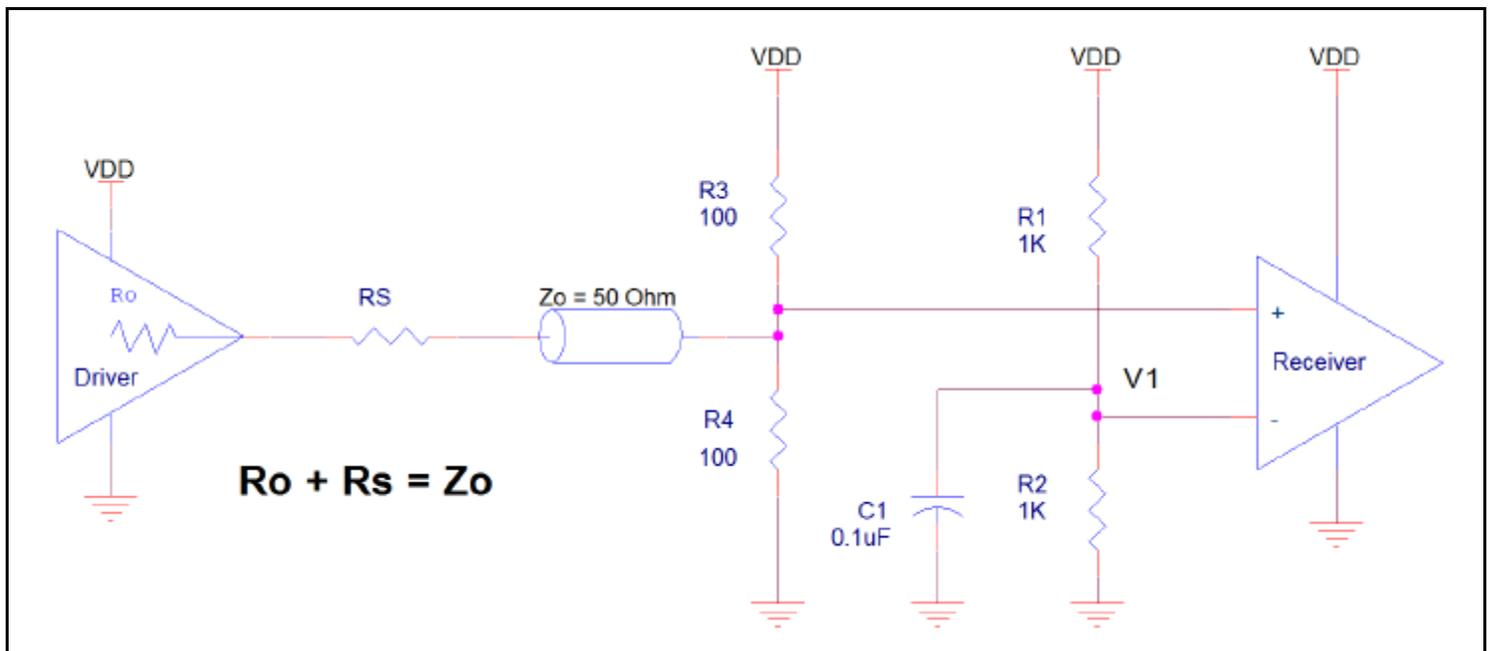 VDD
VDD
VDD
VDD
R3
100
R1
1K
Ro
RS
Zo = 50 Ohm
+
Driver
Receiver
V1
-
R4
100
Ro + Rs = Zo
C1
0.1uF
R2
1K